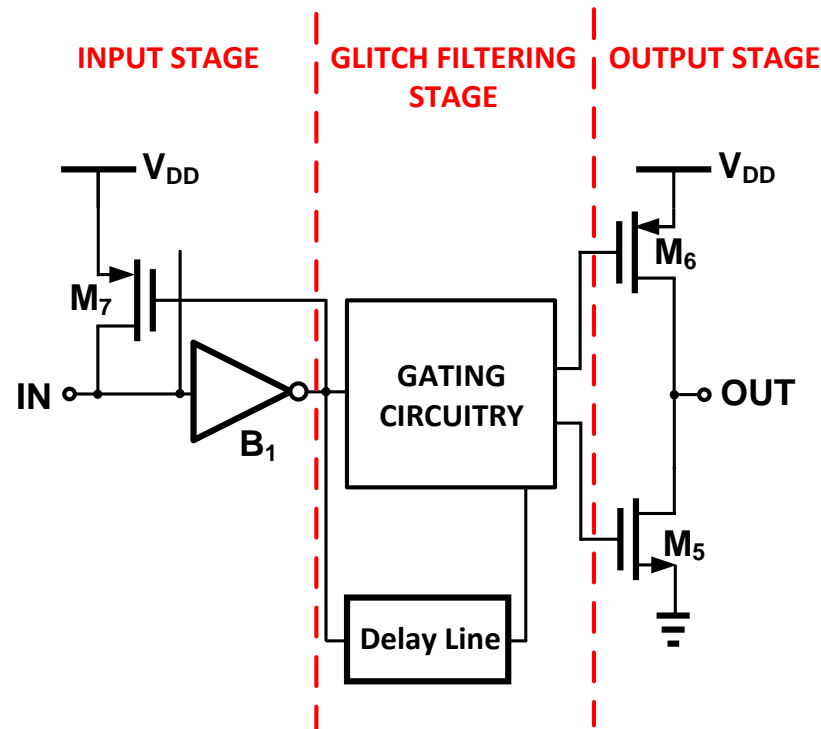 INPUT STAGE
GLITCH FILTERING
STAGE
OUTPUT STAGE
VDD
VDD
M7
M6
IN
B1
GATING
CIRCUITRY
OUT
M5
Delay Line